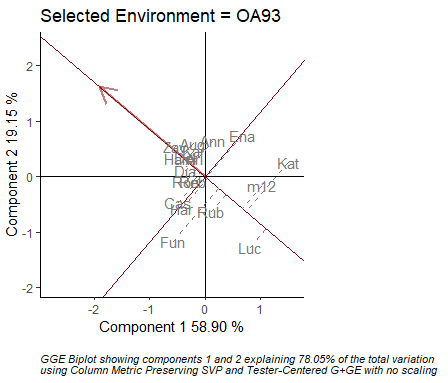 Selected Environment = OA93
Component 2 19.15 %
2
1
0
-1
-2
Ann
Ena
Kat
m12
Luc
Rub
Fun
-2
-1
0
1
Component 1 58.90 %
GGE Biplot showing components 1 and 2 explaining 78.05% of the total variation
using Column Metric Preserving SVP and Tester-Centered G+GE with no scaling